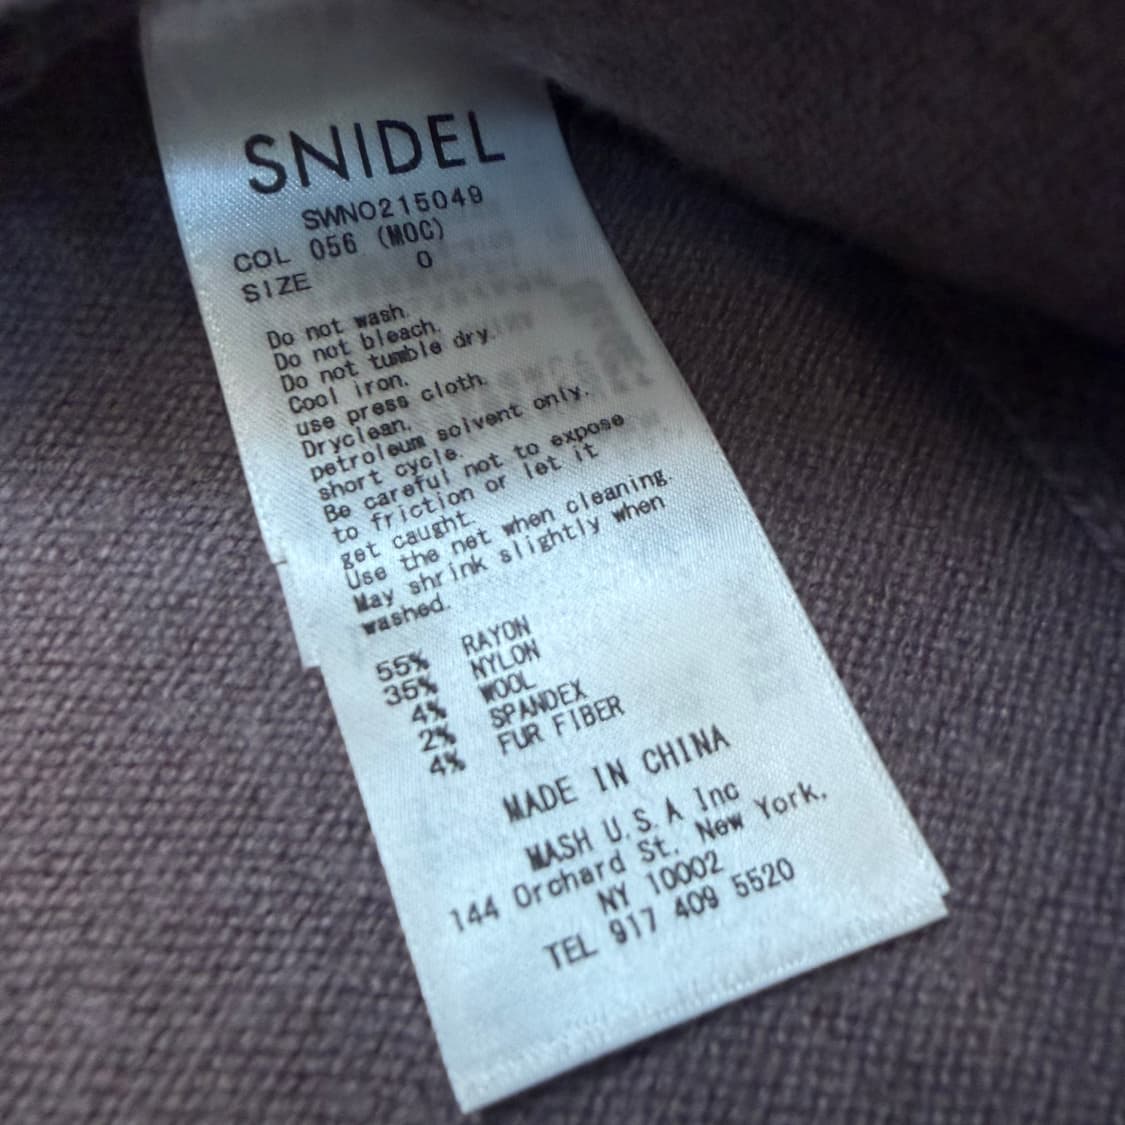 SNIDEL
SWNO215049
COL 056 (MOC)
SIZE 0
Do not wash.
Do not bleach.
Do not tumble dry.
Cool iron.
use press cloth.
Dryclean.
petroleum solvent only.
short cycle.
Be careful not to expose
to friction or let it
get caught.
Use the net when cleaning.
May shrink slightly when
washed.
55% RAYON
35% NYLON
4% WOOL
2% SPANDEX
4% FUR FIBER
MADE IN CHINA
MASH U.S.A Inc
144 Orchard St. New York.
NY 10002
TEL 917 409 5520